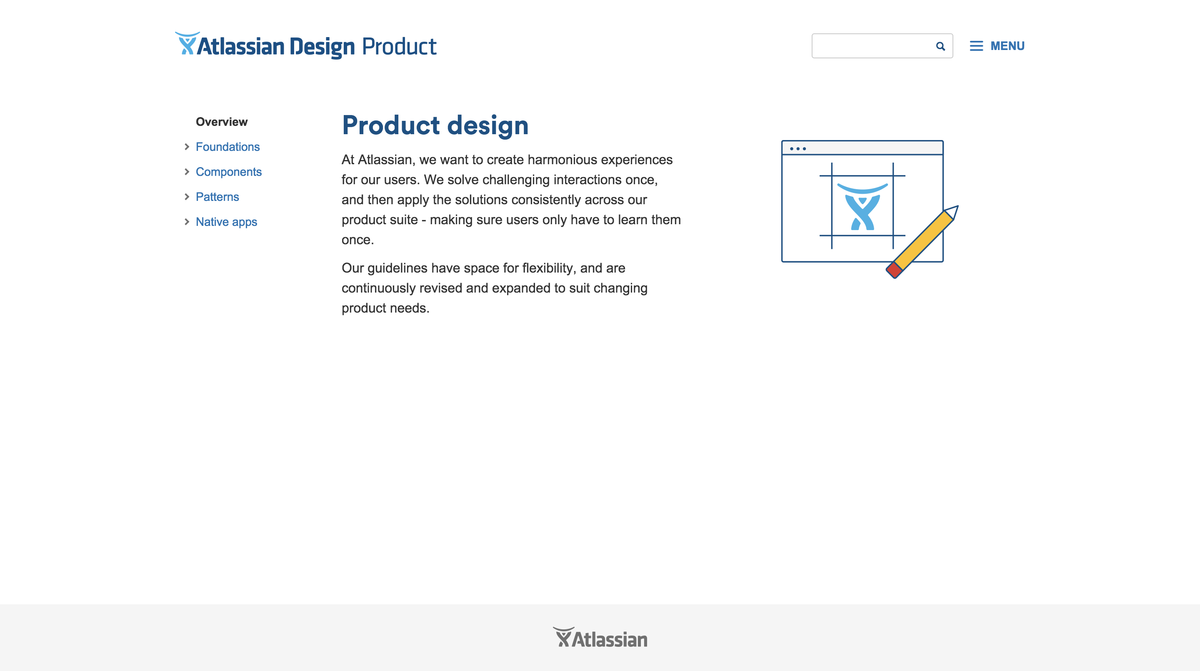 Atlassian Design Product
MENU
Overview
Foundations
Components
Patterns
Native apps
Product design
At Atlassian, we want to create harmonious experiences
for our users. We solve challenging interactions once,
and then apply the solutions consistently across our
product suite - making sure users only have to learn them
once.
Our guidelines have space for flexibility, and are
continuously revised and expanded to suit changing
product needs.
Atlassian